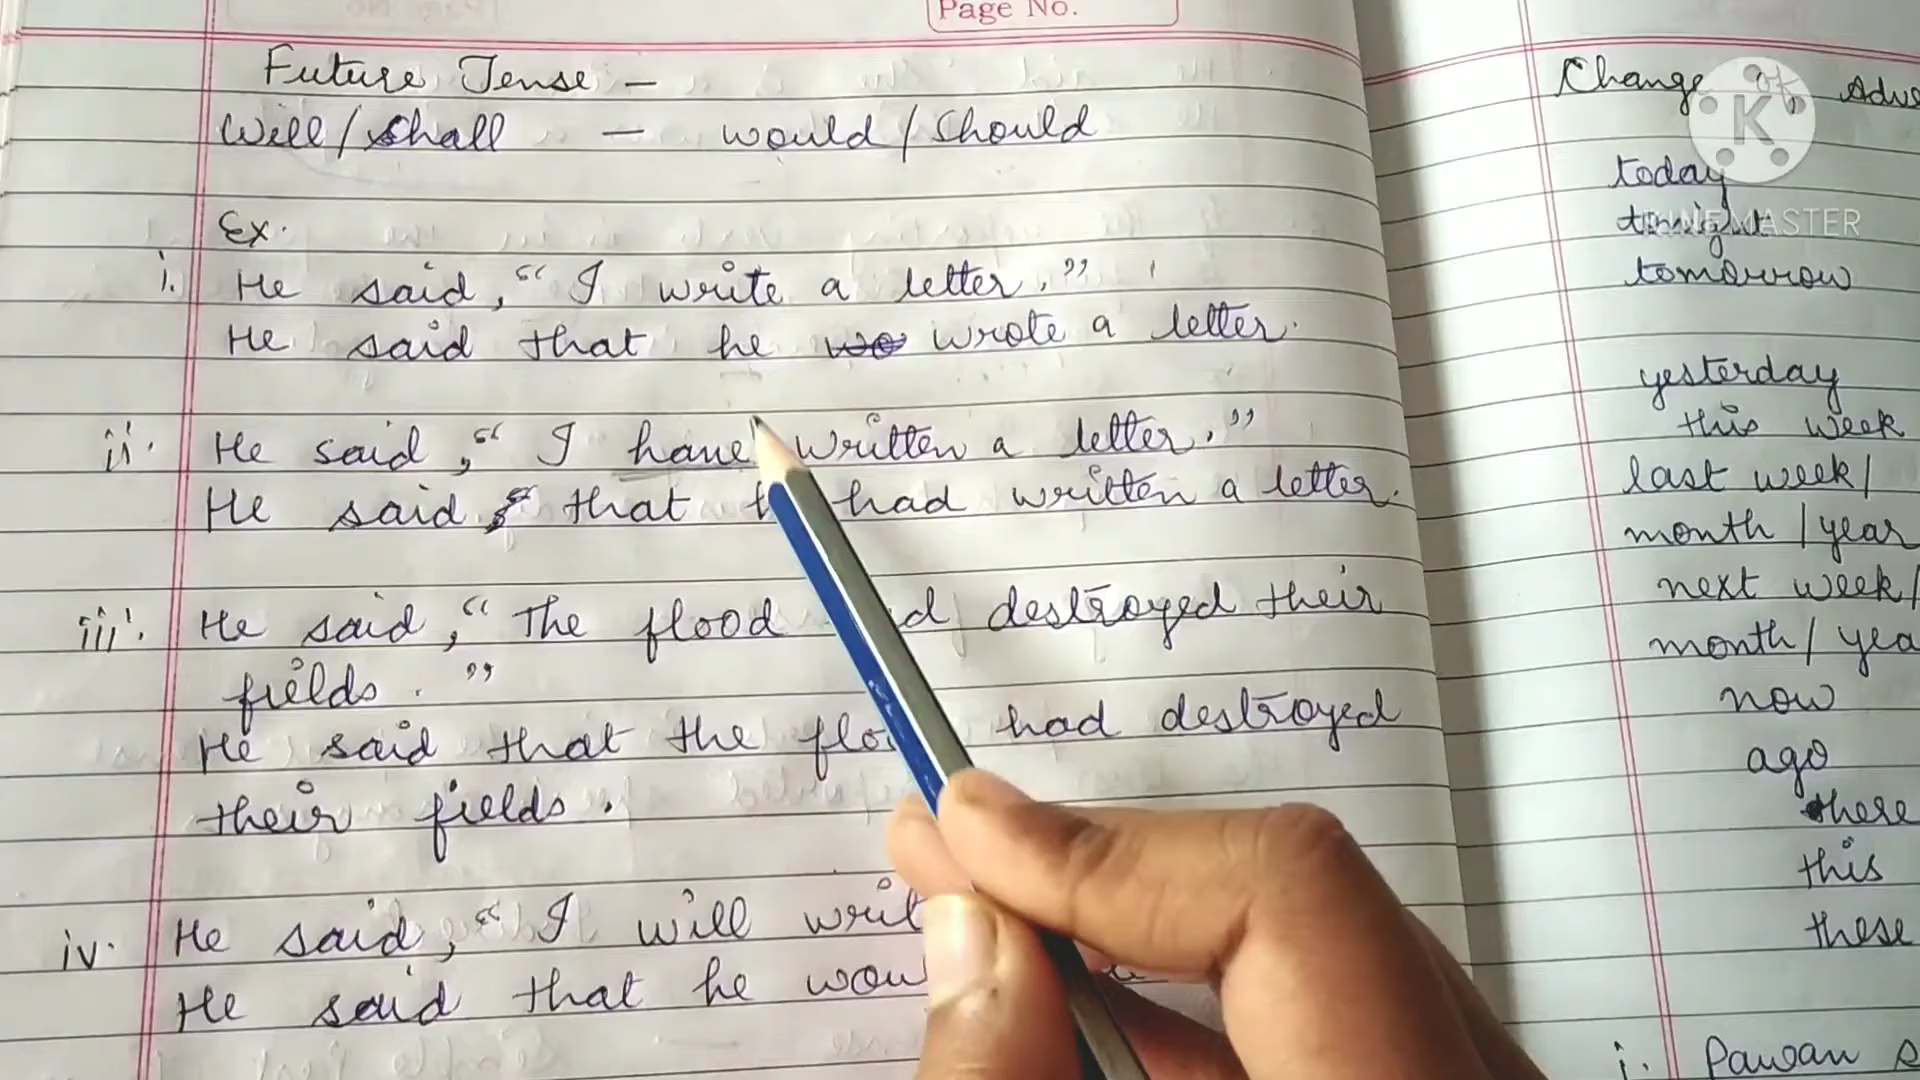 Page No.
Future Tense -
Will/shall - would/should
Ex.
i. He said, "I write a letter."
He said that he wrote a letter.
ii. He said, "I have written a letter."
He said that had written a letter.
iii. He said, "The flood destroyed their
fields."
He said that the had destroyed
their fields.
iv. He said, "I will
He said that he
Change of
today
tonight
tomorrow
yesterday
this week
last week/
month/year
next week/
month/
now
ago
there
this
these
i. Pawan
K
KINEMASTER